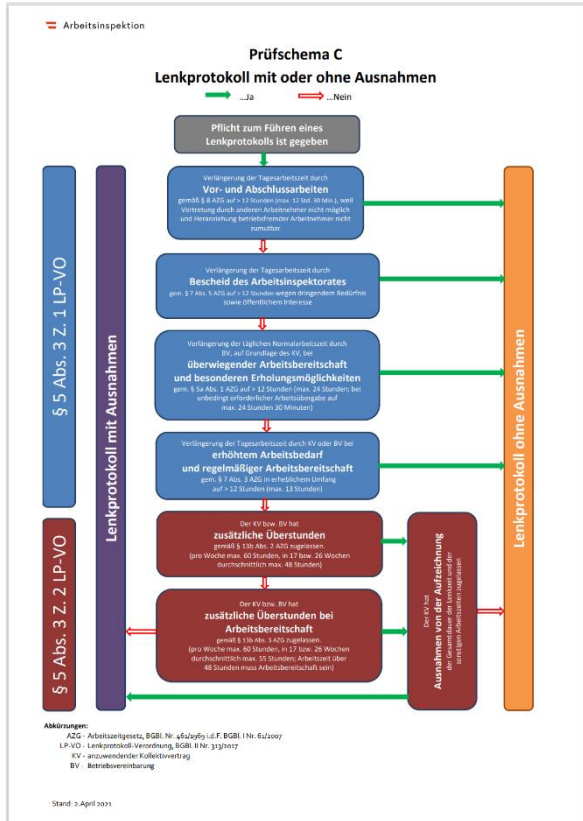 Arbeitsinspektion
Prüfschema C
Lenkprotokoll mit oder ohne Ausnahmen
...Ja
...Nein
Pflicht zum Führen eines
Lenkprotokolls ist gegeben
§ 5 Abs. 3 Z. 1 LP-VO
§ 5 Abs. 3 Z. 2 LP-VO
Lenkprotokoll mit Ausnahmen
Verlängerung der Tagesarbeitszeit durch
Vor- und Abschlussarbeiten
gemäß § 8 AZG auf > 12 Stunden (max. 12 Std. 30 Min.), weil
Vertretung durch anderen Arbeitnehmer nicht möglich
und Heranziehung betriebsfremder Arbeitnehmer nicht
zumutbar
Verlängerung der Tagesarbeitszeit durch
Bescheid des Arbeitsinspektorates
gem. § 7 Abs. 5 AZG auf > 12 Stunden wegen dringendem Bedürfnis
sowie öffentlichem Interesse
Verlängerung der täglichen Normalarbeitszeit durch
BV, auf Grundlage des KV, bei
überwiegender Arbeitsbereitschaft
und besonderen Erholungsmöglichkeiten
gem. § 5a Abs. 1 AZG auf > 12 Stunden (max. 24 Stunden; bei
unbedingt erforderlicher Arbeitsübergabe auf
max. 24 Stunden 30 Minuten)
Verlängerung der Tagesarbeitszeit durch KV oder BV bei
erhöhtem Arbeitsbedarf
und regelmäßiger Arbeitsbereitschaft
gem. § 7 Abs. 3 AZG in erheblichem Umfang
auf > 12 Stunden (max. 13 Stunden)
Der KV bzw. BV hat
zusätzliche Überstunden
gemäß § 13b Abs. 2 AZG zugelassen.
(pro Woche max. 60 Stunden, in 17 bzw. 26 Wochen
durchschnittlich max. 48 Stunden)
Der KV bzw. BV hat
zusätzliche Überstunden bei
Arbeitsbereitschaft
gemäß § 13b Abs. 3 AZG zugelassen.
(pro Woche max. 60 Stunden, in 17 bzw. 26 Wochen
durchschnittlich max. 55 Stunden; Arbeitszeit über
48 Stunden muss Arbeitsbereitschaft sein)
Der KV hat
Ausnahmen von der Aufzeichnung
der Gesamtdauer der Lenkzeit und der
sonstigen Arbeitszeiten zugelassen
Lenkprotokoll ohne Ausnahmen
Abkürzungen:
AZG - Arbeitszeitgesetz, BGBl. Nr. 461/1969 i.d.F. BGBl. I Nr. 61/2007
LP-VO - Lenkprotokoll-Verordnung, BGBl. II Nr. 313/2017
KV - anzuwendender Kollektivvertrag
BV - Betriebsvereinbarung
Stand: 2.April 2021